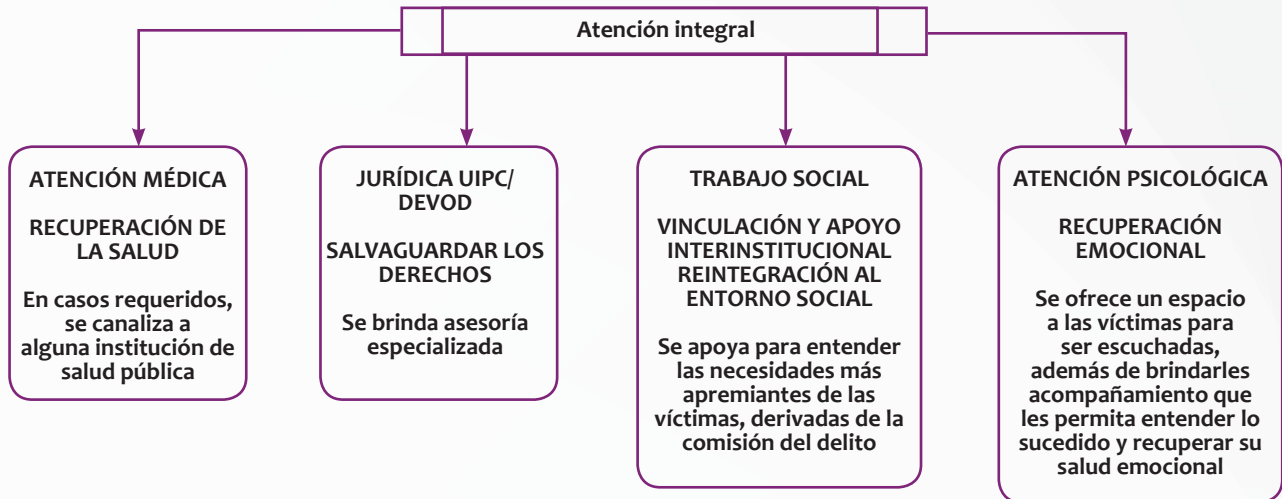 Atención integral
ATENCIÓN MÉDICA
RECUPERACIÓN DE
LA SALUD
En casos requeridos,
se canaliza a
alguna institución de
salud pública
JURÍDICA UIPC/
DEVOD
SALVAGUARDAR LOS
DERECHOS
Se brinda asesoría
especializada
TRABAJO SOCIAL
VINCULACIÓN Y APOYO
INTERINSTITUCIONAL
REINTEGRACIÓN AL
ENTORNO SOCIAL
Se apoya para entender
las necesidades más
apremiantes de las
víctimas, derivadas de la
comisión del delito
ATENCIÓN PSICOLÓGICA
RECUPERACIÓN
EMOCIONAL
Se ofrece un espacio
a las víctimas para
ser escuchadas,
además de brindarles
acompañamiento que
les permita entender lo
sucedido y recuperar su
salud emocional